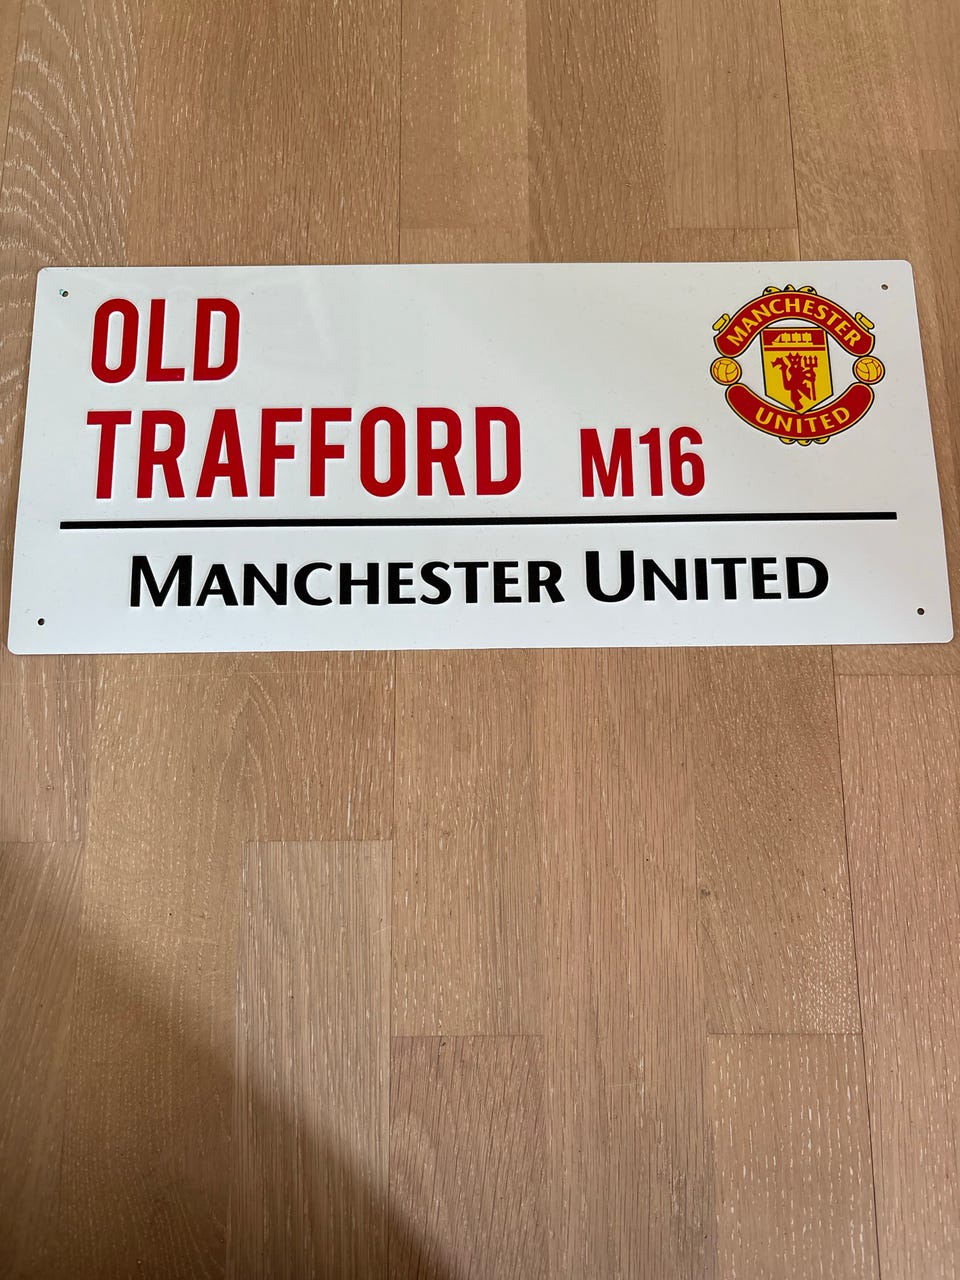 OLD
TRAFFORD M16
MANCHESTER UNITED
MANCHESTER
UNITED